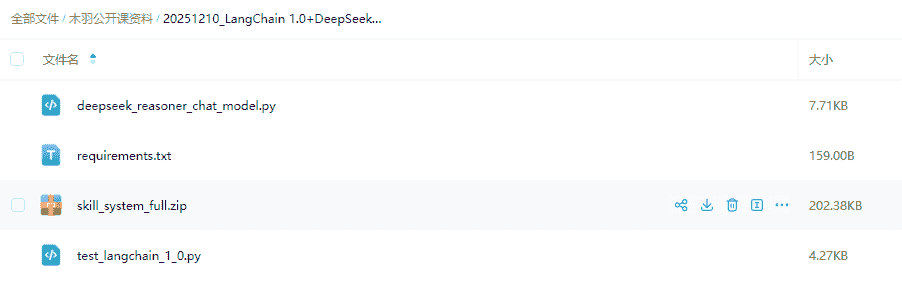 全部文件 / 木羽公开课资料 / 20251210_LangChain 1.0+DeepSeek...
文件名 大小
deepseek_reasoner_chat_model.py 7.71KB
requirements.txt 159.00B
skill_system_full.zip 202.38KB
test_langchain_1_0.py 4.27KB